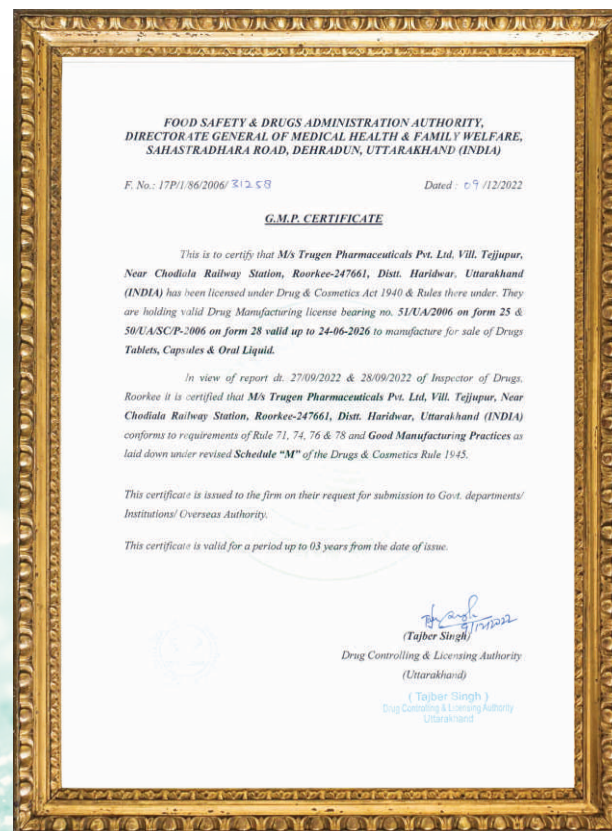 FOOD SAFETY & DRUGS ADMINISTRATION AUTHORITY,
DIRECTORATE GENERAL OF MEDICAL HEALTH & FAMILY WELFARE,
SAHASTRADHARA ROAD, DEHRADUN, UTTARAKHAND (INDIA)
F. No.: 17P/1/86/2006/ 31258 Dated : 09 /12/2022
G.M.P. CERTIFICATE
This is to certify that M/s Trugen Pharmaceuticals Pvt. Ltd, Vill. Tejjupur,
Near Chodiala Railway Station, Roorkee-247661, Distt. Haridwar, Uttarakhand
(INDIA) has been licensed under Drug & Cosmetics Act 1940 & Rules there under. They
are holding valid Drug Manufacturing license bearing no. 51/UA/2006 on form 25 &
50/UA/SC/P-2006 on form 28 valid up to 24-06-2026 to manufacture for sale of Drugs
Tablets, Capsules & Oral Liquid.
In view of report dt. 27/09/2022 & 28/09/2022 of Inspector of Drugs,
Roorkee it is certified that M/s Trugen Pharmaceuticals Pvt. Ltd, Vill. Tejjupur, Near
Chodiala Railway Station, Roorkee-247661, Distt. Haridwar, Uttarakhand (INDIA)
conforms to requirements of Rule 71, 74, 76 & 78 and Good Manufacturing Practices as
laid down under revised Schedule "M" of the Drugs & Cosmetics Rule 1945.
This certificate is issued to the firm on their request for submission to Govt. departments/
Institutions/ Overseas Authority.
This certificate is valid for a period up to 03 years from the date of issue.
9/12/2022
(Tajber Singh)
Drug Controlling & Licensing Authority
(Uttarakhand)
( Tajber Singh )
Drug Controlling & Licensing Authority
Uttarakhand